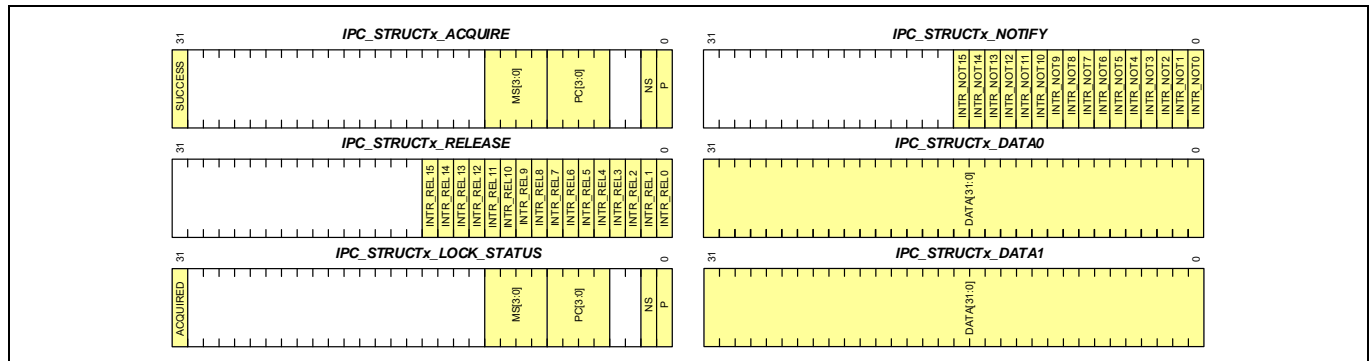 31
IPC_STRUCTx_ACQUIRE
0
SUCCESS
MS[3:0]
PC[3:0]
NS
P
31
IPC_STRUCTx_NOTIFY
0
INTR_NOT15
INTR_NOT14
INTR_NOT13
INTR_NOT12
INTR_NOT11
INTR_NOT10
INTR_NOT9
INTR_NOT8
INTR_NOT7
INTR_NOT6
INTR_NOT5
INTR_NOT4
INTR_NOT3
INTR_NOT2
INTR_NOT1
INTR_NOT0
31
IPC_STRUCTx_RELEASE
0
INTR_REL15
INTR_REL14
INTR_REL13
INTR_REL12
INTR_REL11
INTR_REL10
INTR_REL9
INTR_REL8
INTR_REL7
INTR_REL6
INTR_REL5
INTR_REL4
INTR_REL3
INTR_REL2
INTR_REL1
INTR_REL0
31
IPC_STRUCTx_DATA0
0
DATA[31:0]
31
IPC_STRUCTx_LOCK_STATUS
0
ACQUIRED
MS[3:0]
PC[3:0]
NS
P
31
IPC_STRUCTx_DATA1
0
DATA[31:0]